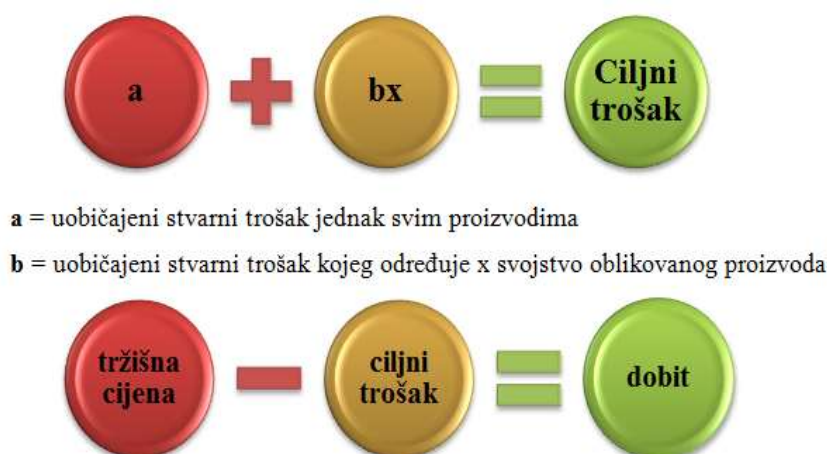 a + bx = Ciljni trošak
a = uobičajeni stvarni trošak jednak svim proizvodima
b = uobičajeni stvarni trošak kojeg određuje x svojstvo oblikovanog proizvoda
tržišna cijena - ciljni trošak = dobit